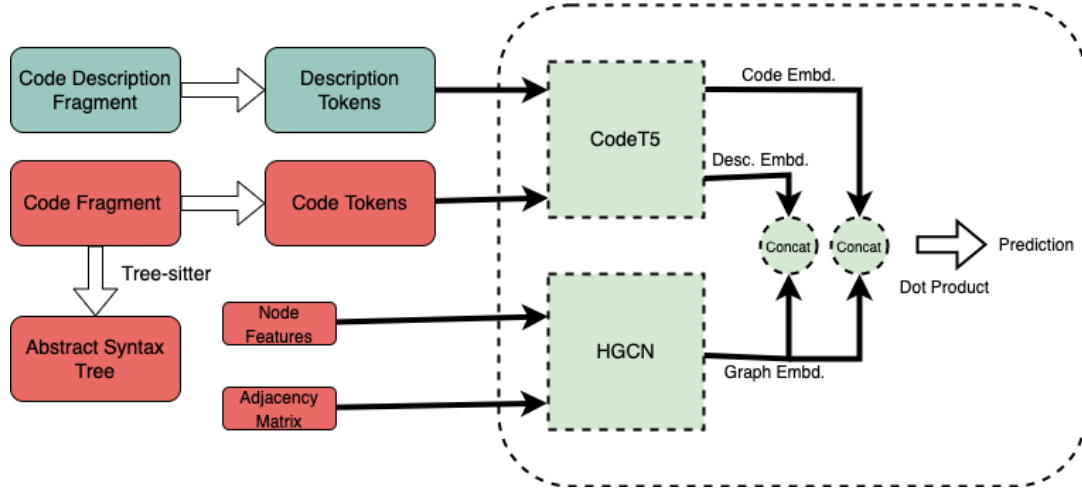 Code Description
Fragment
Description
Tokens
Code Embd.
CodeT5
Desc. Embd.
Code Fragment
Code Tokens
Concat
Concat
Prediction
Dot Product
Tree-sitter
Node
Features
Abstract Syntax
Tree
HGCN
Graph Embd.
Adjacency
Matrix